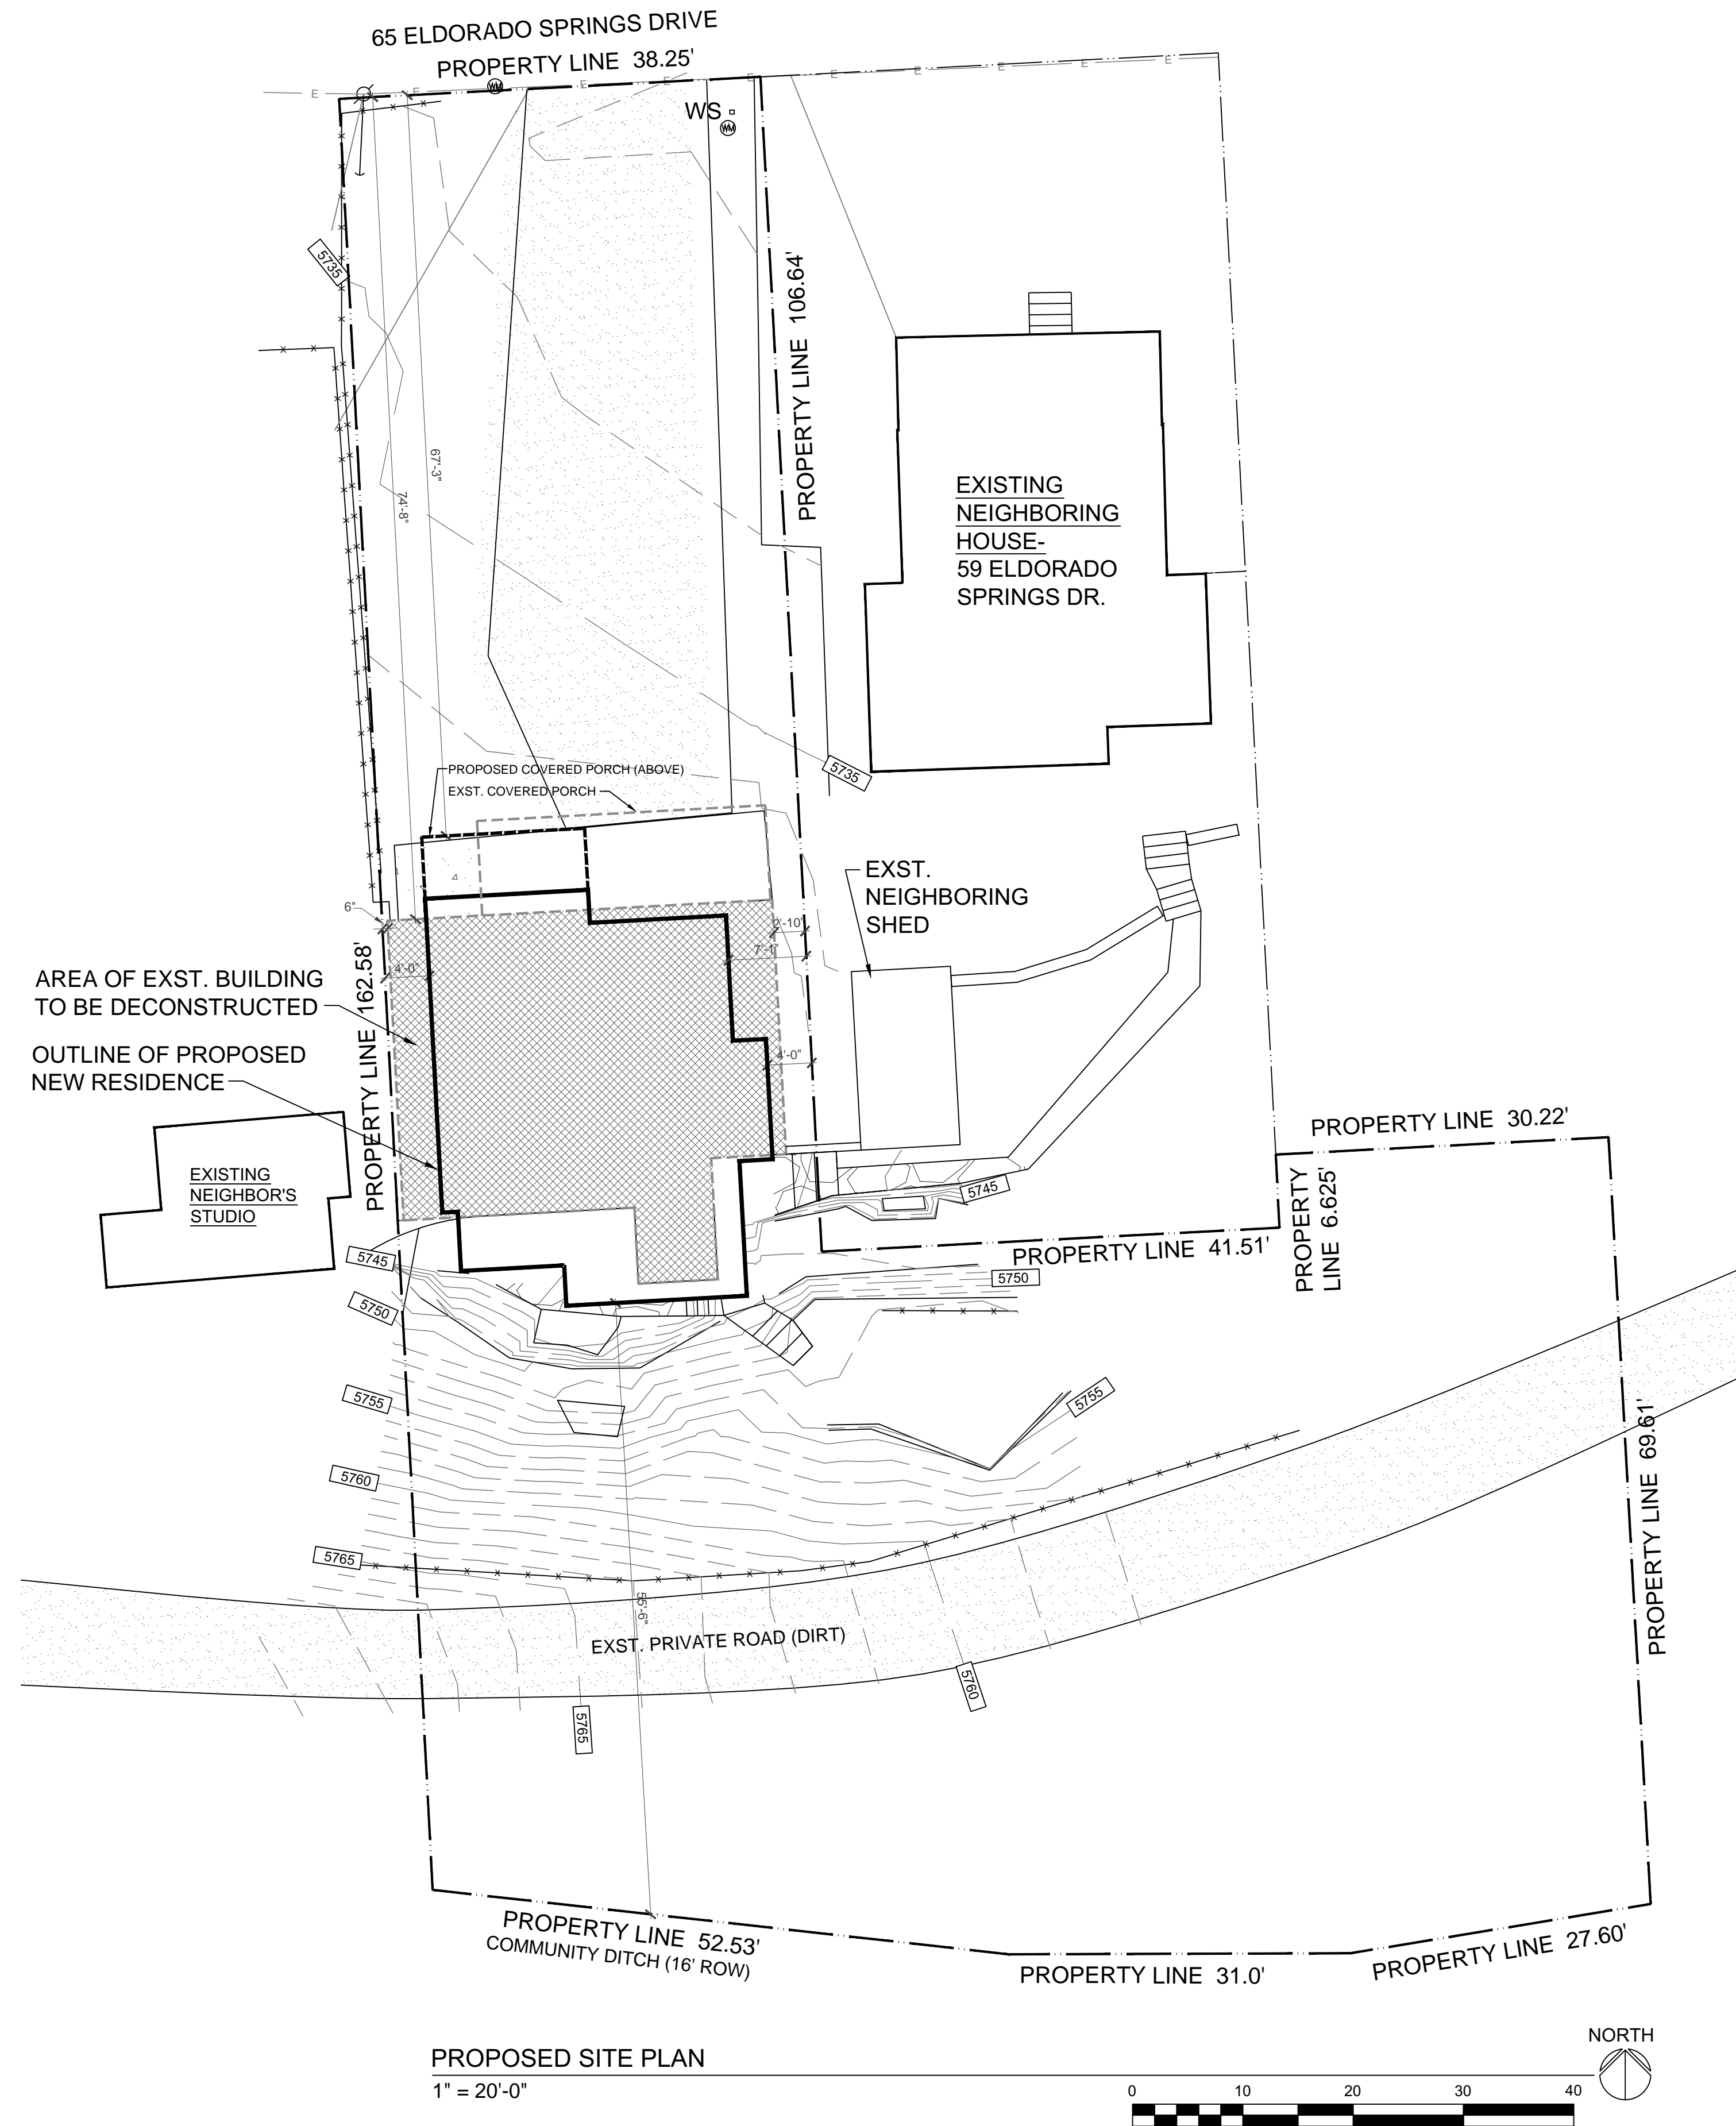 65 ELDORADO SPRINGS DRIVE
PROPERTY LINE 38.25'
E E E E E E E E E
WM
WS
WM
5735
PROPERTY LINE 106.64'
67'-3"
74'-8"
EXISTING
NEIGHBORING
HOUSE-
59 ELDORADO
SPRINGS DR.
5735
PROPOSED COVERED PORCH (ABOVE)
EXST. COVERED PORCH
EXST.
NEIGHBORING
SHED
6"
2'-10"
7'-1"
4'-0"
4'-0"
PROPERTY LINE 162.58'
AREA OF EXST. BUILDING
TO BE DECONSTRUCTED
OUTLINE OF PROPOSED
NEW RESIDENCE
EXISTING
NEIGHBOR'S
STUDIO
PROPERTY LINE 30.22'
PROPERTY
LINE 6.625'
5745
PROPERTY LINE 41.51'
5745
5750
5750
5755
5755
5760
5765
PROPERTY LINE 69.61'
55'-6"
EXST. PRIVATE ROAD (DIRT)
5760
5765
PROPERTY LINE 52.53'
COMMUNITY DITCH (16' ROW)
PROPERTY LINE 31.0'
PROPERTY LINE 27.60'
NORTH
PROPOSED SITE PLAN
1" = 20'-0"
0 10 20 30 40